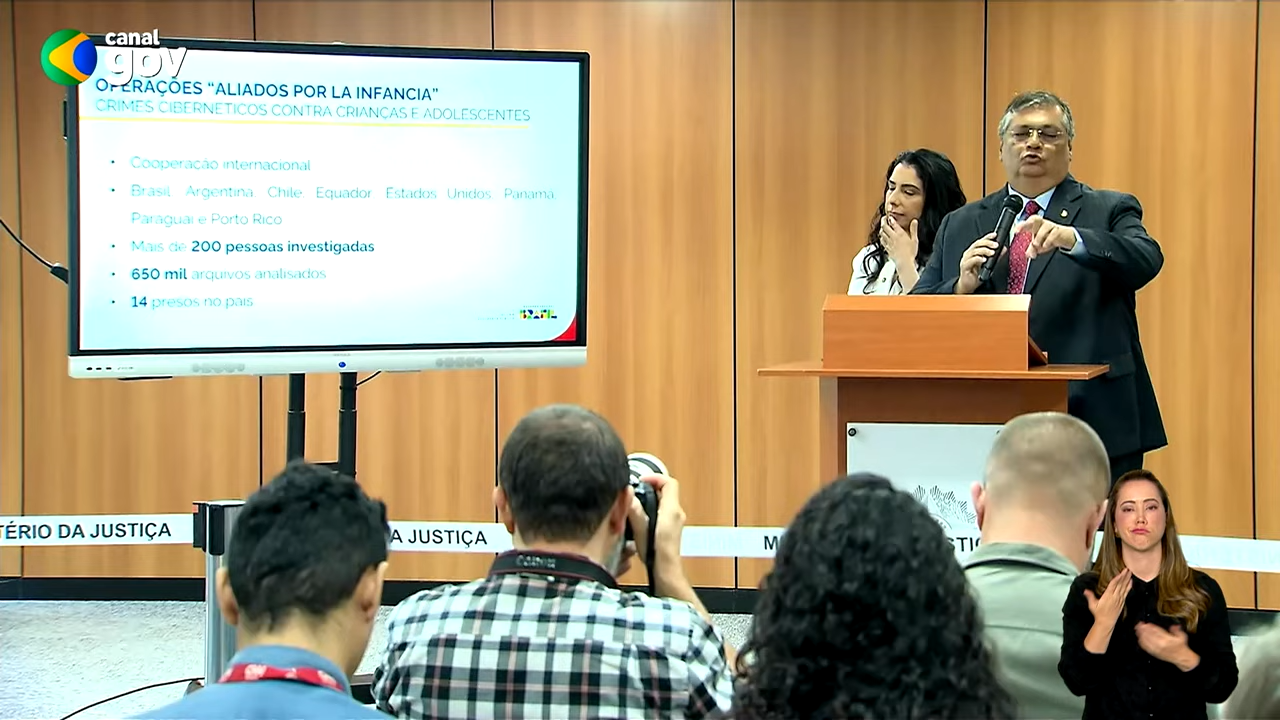 canal
gov
OPERAÇÕES "ALIADOS POR LA INFANCIA"
CRIMES CIBERNÉTICOS CONTRA CRIANÇAS E ADOLESCENTES
• Cooperação internacional
• Brasil, Argentina, Chile, Equador, Estados Unidos, Panamá,
Paraguai e Porto Rico
• Mais de 200 pessoas investigadas
• 650 mil arquivos analisados
• 14 presos no país
BRASIL
TÉRIO DA JUSTIÇA
A JUSTIÇA
M
STIÇ